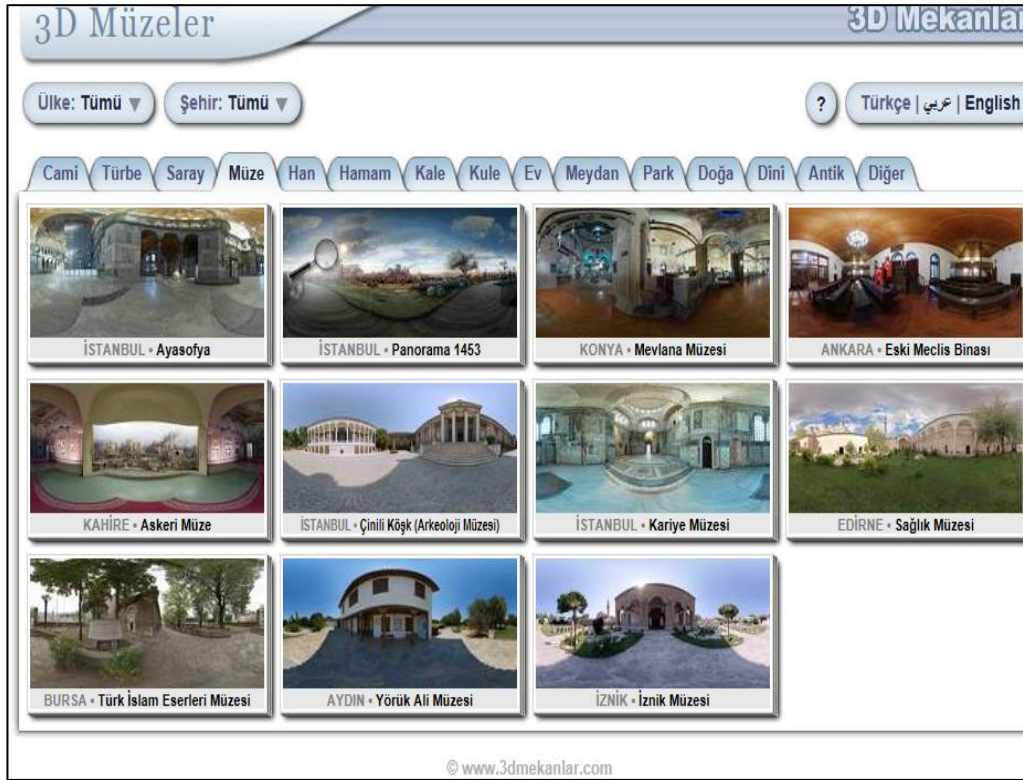 3D Müzeler
3D Mekanlar
Ülke: Tümü ▼
Şehir: Tümü ▼
?
Türkçe | عربي | English
Cami Türbe Saray Müze Han Hamam Kale Kule Ev Meydan Park Doğa Dînî Antik Diğer
İSTANBUL • Ayasofya
İSTANBUL • Panorama 1453
KONYA • Mevlana Müzesi
ANKARA • Eski Meclis Binası
KAHİRE • Askeri Müze
İSTANBUL • Çinili Köşk (Arkeoloji Müzesi)
İSTANBUL • Kariye Müzesi
EDİRNE • Sağlık Müzesi
BURSA • Türk İslam Eserleri Müzesi
AYDIN • Yörük Ali Müzesi
İZNİK • İznik Müzesi
© www.3dmekanlar.com